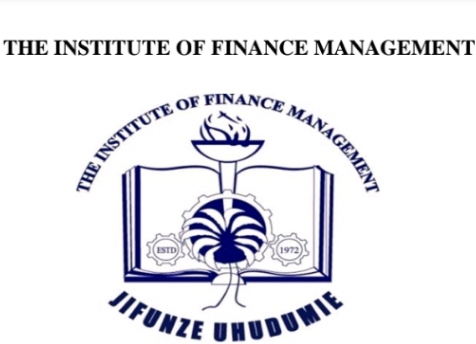 THE INSTITUTE OF FINANCE MANAGEMENT
THE INSTITUTE OF FINANCE MANAGEMENT
ESTD
1972
JIFUNZE UHUDUMIE